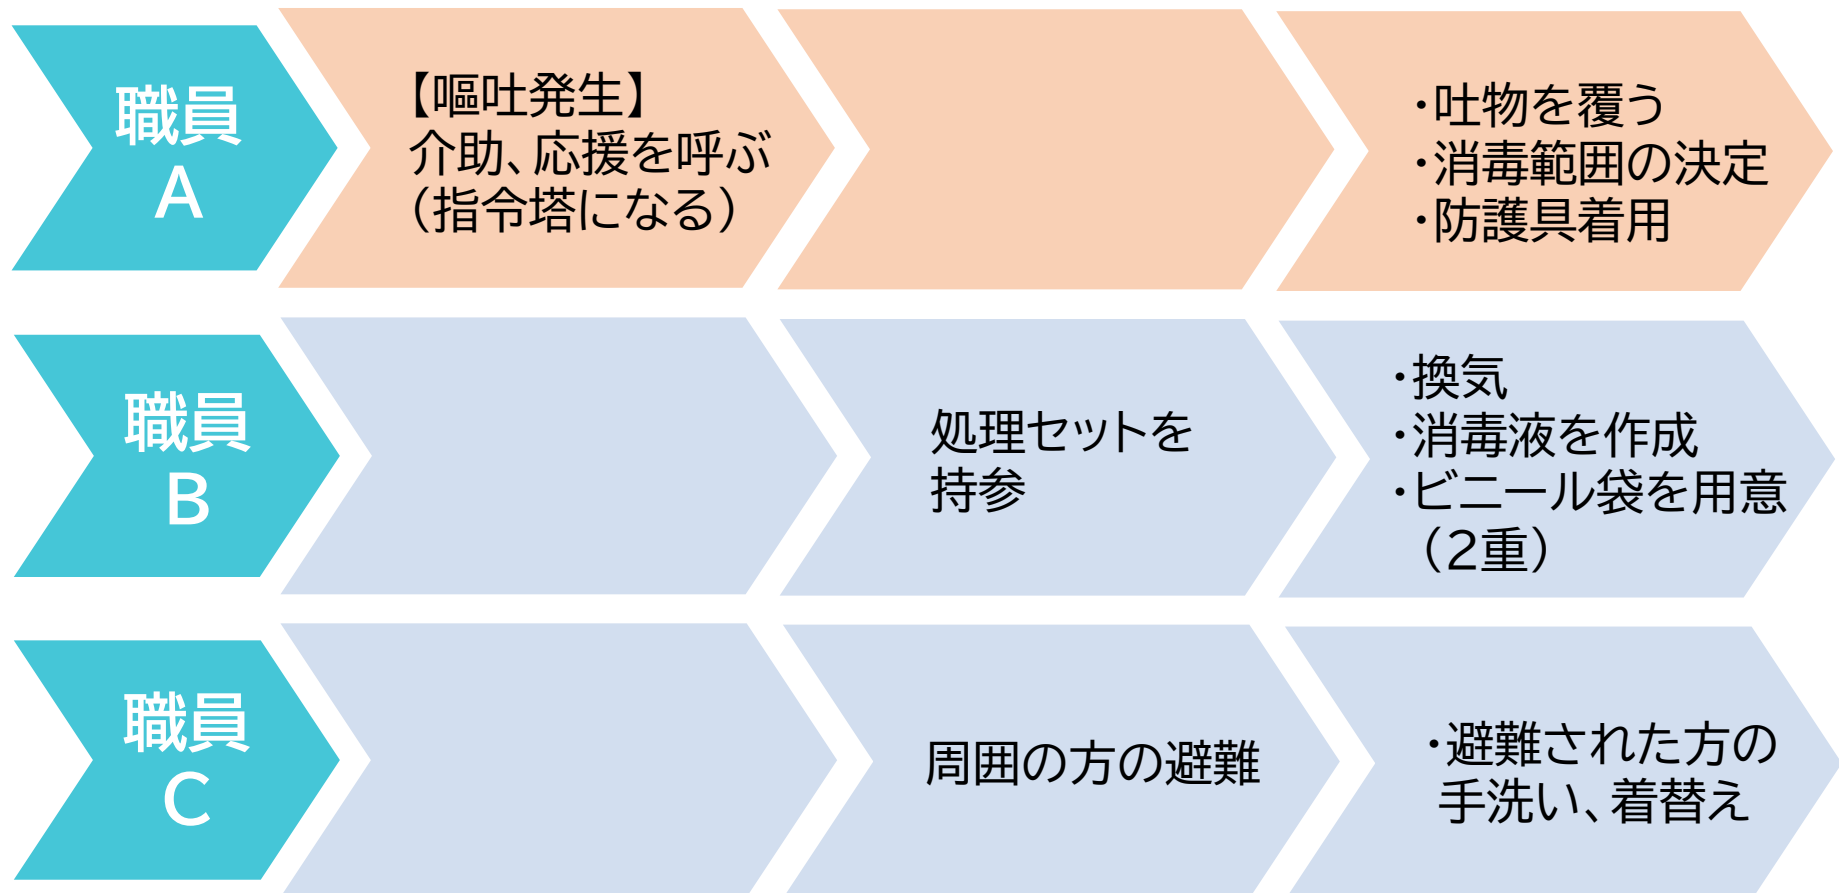 職員
A
【嘔吐発生】
介助、応援を呼ぶ
（指令塔になる）
・吐物を覆う
・消毒範囲の決定
・防護具着用
職員
B
処理セットを
持参
・換気
・消毒液を作成
・ビニール袋を用意
（2重）
職員
C
周囲の方の避難
・避難された方の
手洗い、着替え